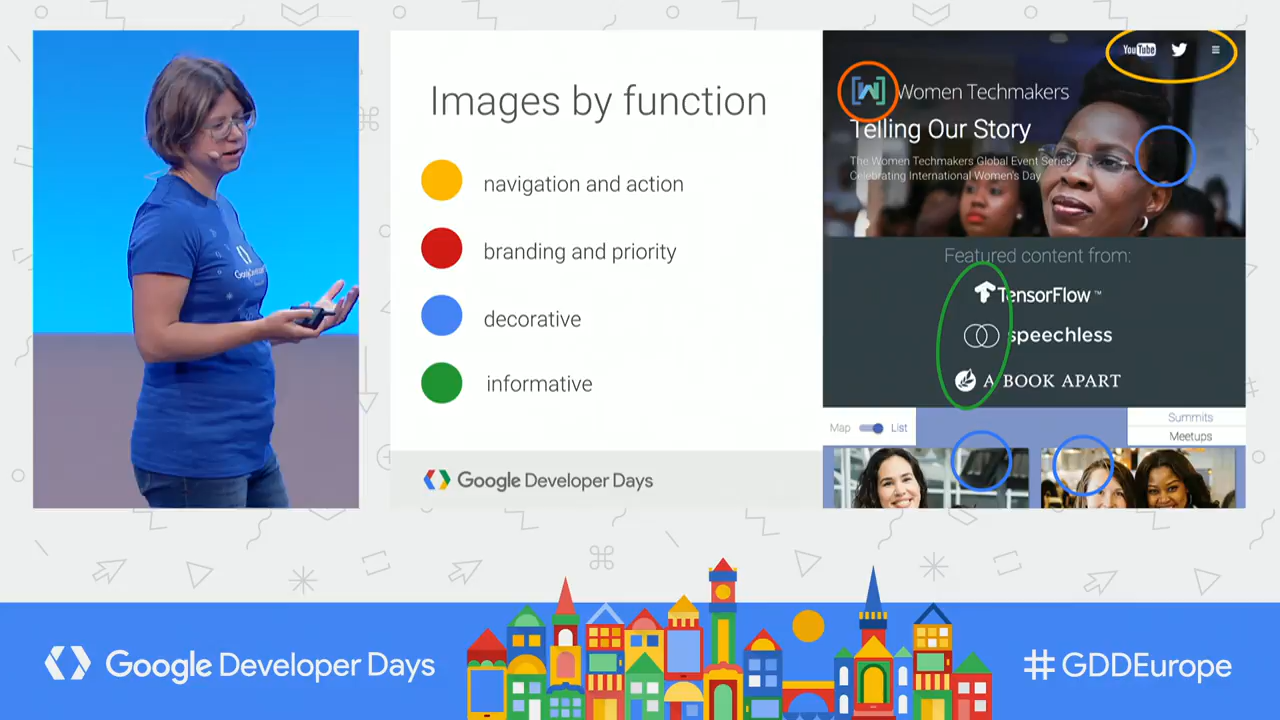 Images by function
navigation and action
branding and priority
decorative
informative
Google Developer Days
YouTube
Women Techmakers
Telling Our Story
The Women Techmakers Global Event Series
Celebrating International Women's Day
Featured content from:
TensorFlow™
speechless
A BOOK APART
Map List
Summits
Meetups
Google Developer Days
#GDDEurope